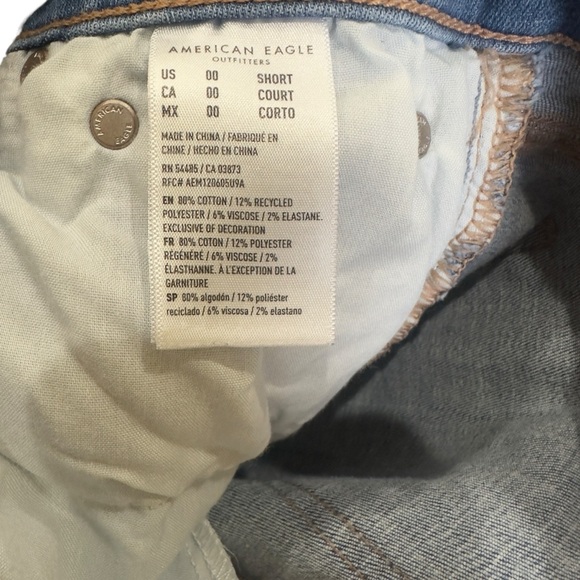 AMERICAN EAGLE
OUTFITTERS
US 00 SHORT
CA 00 COURT
MX 00 CORTO
MADE IN CHINA / FABRIQUÉ EN
CHINE / HECHO EN CHINA
RN 54485 / CA 03873
RFC# AEM120605U9A
EN 80% COTTON / 12% RECYCLED
POLYESTER / 6% VISCOSE / 2% ELASTANE.
EXCLUSIVE OF DECORATION
FR 80% COTON / 12% POLYESTER
RÉGÉNÉRÉ / 6% VISCOSE / 2%
ÉLASTHANNE. À L'EXCEPTION DE LA
GARNITURE
SP 80% algodón / 12% poliéster
reciclado / 6% viscosa / 2% elastano
AMERICAN
EAGLE